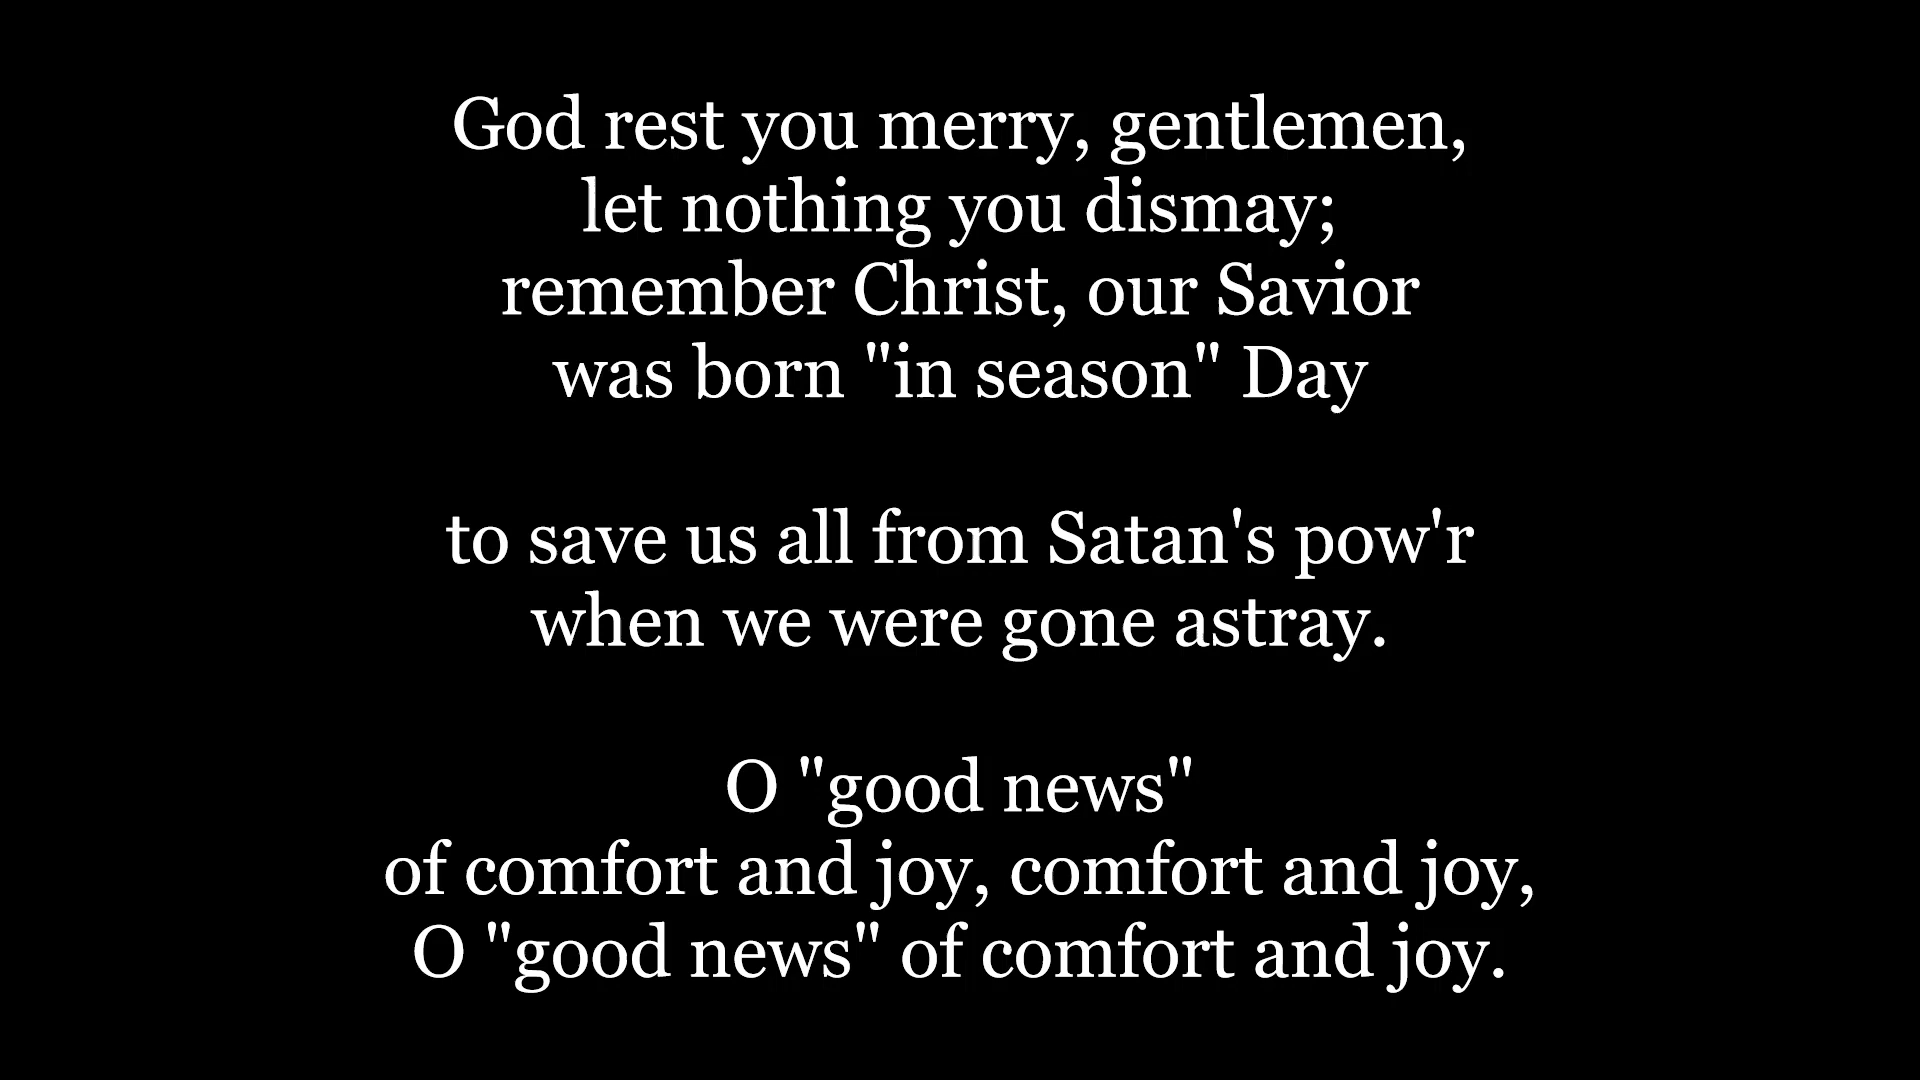 God rest you merry, gentlemen,
let nothing you dismay;
remember Christ, our Savior
was born "in season" Day
to save us all from Satan's pow'r
when we were gone astray.
O "good news"
of comfort and joy, comfort and joy,
O "good news" of comfort and joy.